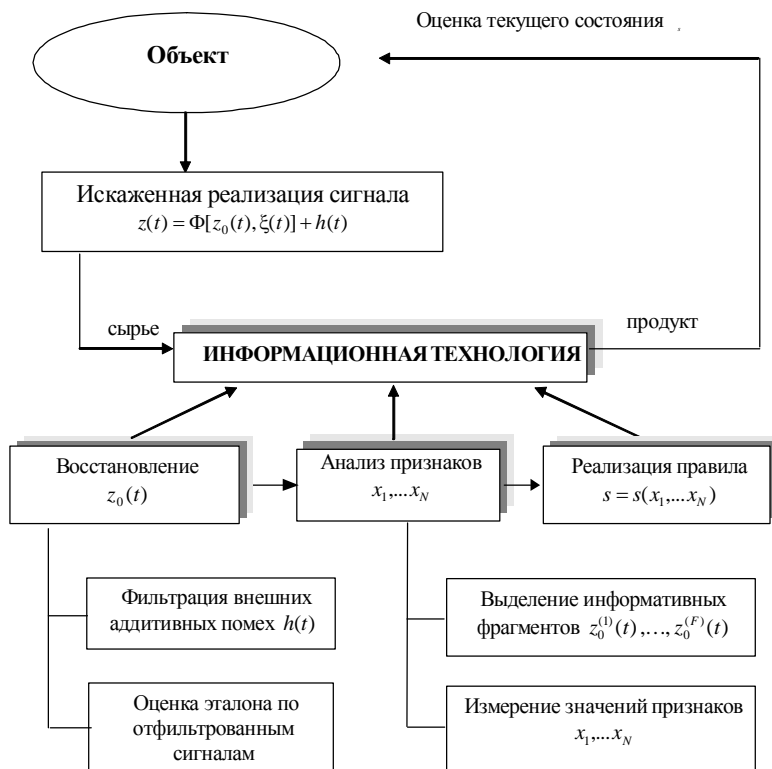 Оценка текущего состояния
Объект
Искаженная реализация сигнала
z(t) = Φ[z₀(t), ξ(t)] + h(t)
сырье
продукт
ИНФОРМАЦИОННАЯ ТЕХНОЛОГИЯ
Восстановление
z₀(t)
Анализ признаков
x₁,...x_N
Реализация правила
s = s(x₁,...x_N)
Фильтрация внешних
аддитивных помех h(t)
Выделение информативных
фрагментов z₀⁽¹⁾(t),…, z₀⁽ᶠ⁾(t)
Оценка эталона по
отфильтрованным
сигналам
Измерение значений признаков
x₁,...x_N